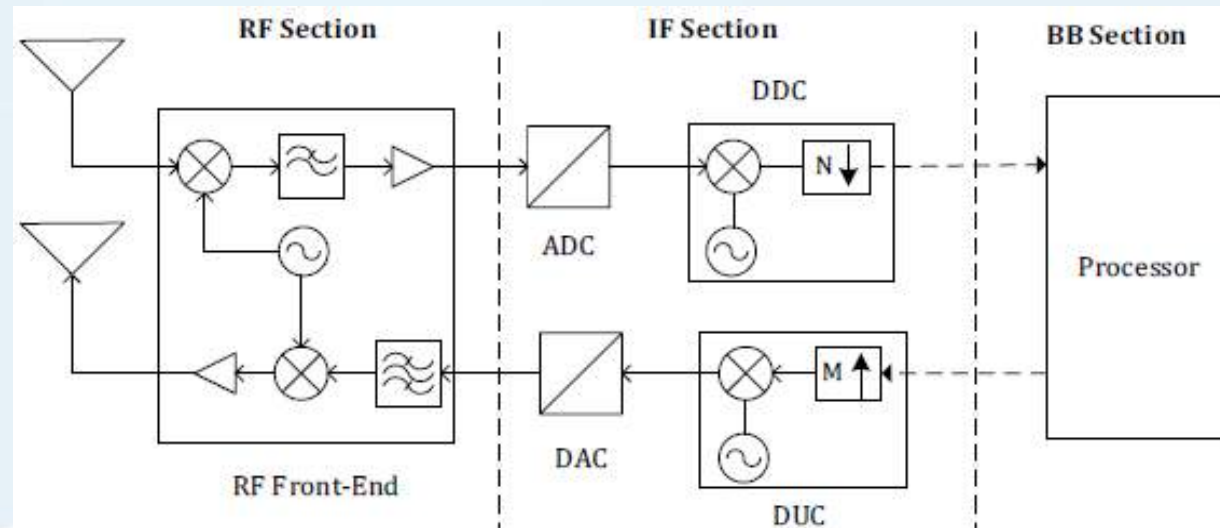 RF Section
IF Section
BB Section
DDC
N
ADC
Processor
M
DAC
RF Front-End
DUC